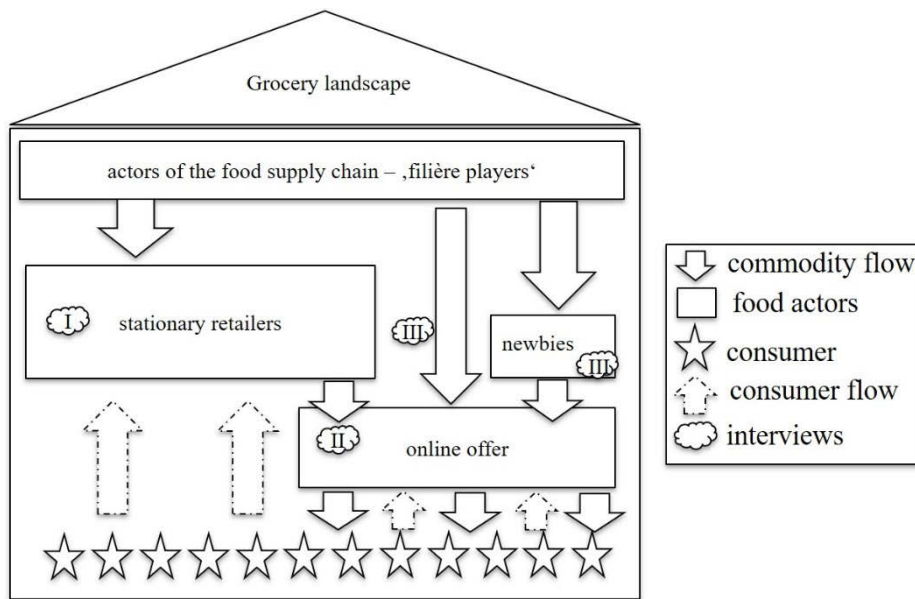 Grocery landscape
actors of the food supply chain – ‚filière players‘
I
stationary retailers
III
newbies
III
II
online offer
commodity flow
food actors
consumer
consumer flow
interviews